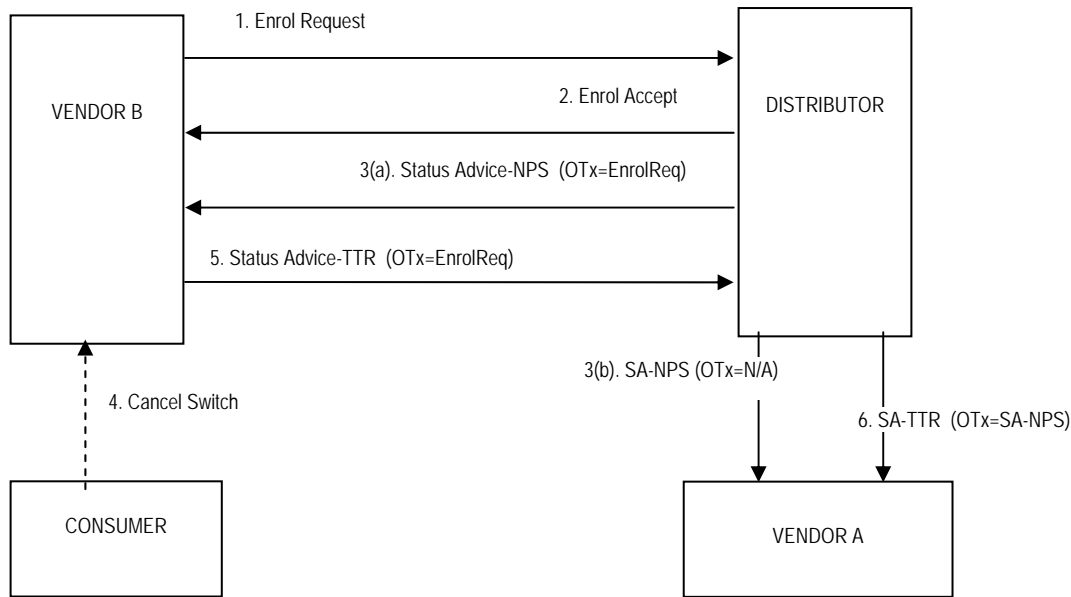 1. Enrol Request
VENDOR B
2. Enrol Accept
DISTRIBUTOR
3(a). Status Advice-NPS (OTx=EnrolReq)
5. Status Advice-TTR (OTx=EnrolReq)
3(b). SA-NPS (OTx=N/A)
4. Cancel Switch
6. SA-TTR (OTx=SA-NPS)
CONSUMER
VENDOR A